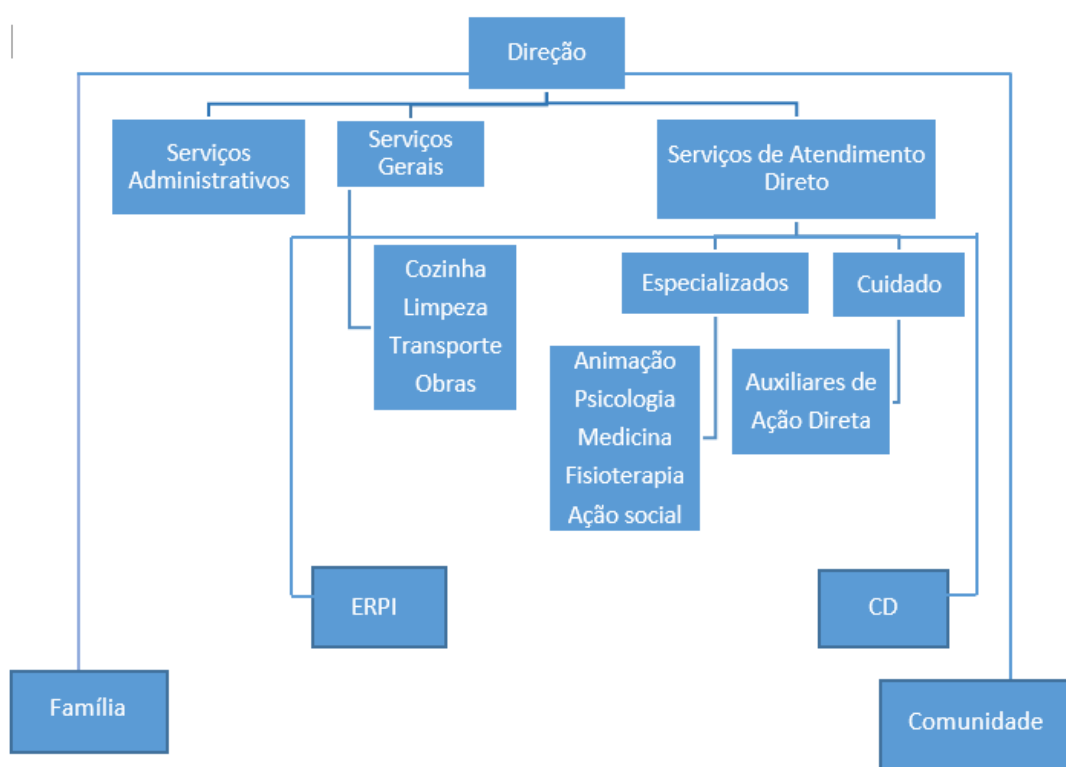 Direção
Serviços
Administrativos
Serviços
Gerais
Serviços de Atendimento
Direto
Cozinha
Limpeza
Transporte
Obras
Especializados
Cuidado
Animação
Psicologia
Medicina
Fisioterapia
Ação social
Auxiliares de
Ação Direta
ERPI
CD
Família
Comunidade